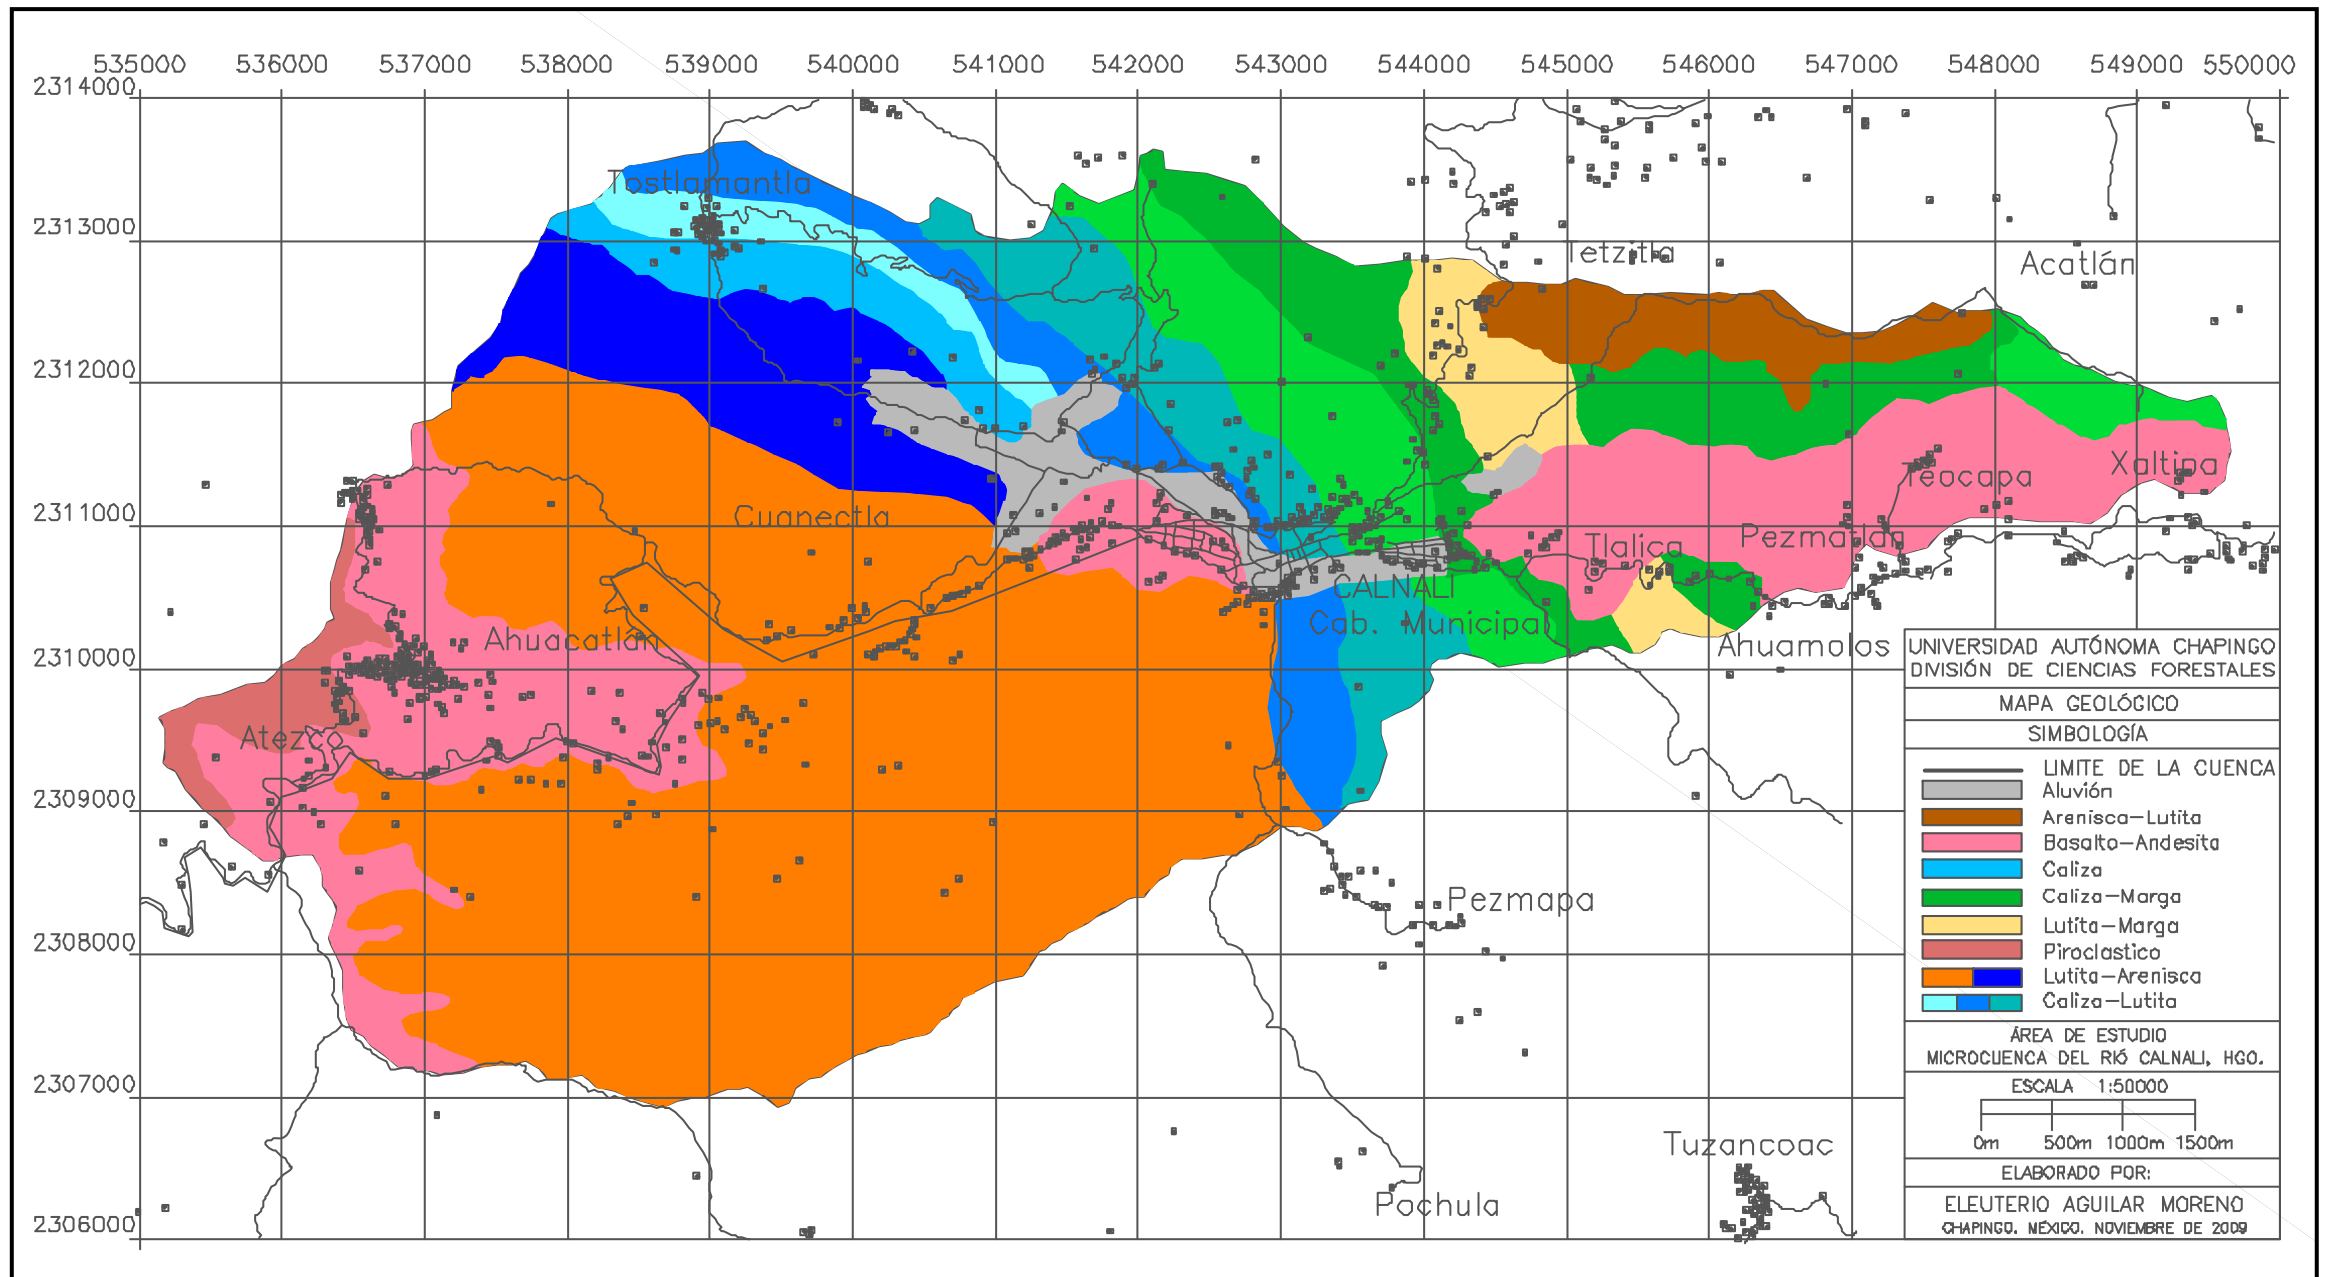 535000 536000 537000 538000 539000 540000 541000 542000 543000 544000 545000 546000 547000 548000 549000 550000
2314000
2313000
2312000
2311000
2310000
2309000
2308000
2307000
2306000
Tostlamantla
Tetzitla
Acatlán
Xaltipa
Teocapa
Cuanectla
Pezmatlan
Tlalica
CALNALI
Cab. Municipal
Ahuacatlán
Ahuamolos
Atezco
Pezmapa
Tuzancoac
Pochula
UNIVERSIDAD AUTÓNOMA CHAPINGO
DIVISIÓN DE CIENCIAS FORESTALES
MAPA GEOLÓGICO
SIMBOLOGÍA
LIMITE DE LA CUENCA
Aluvión
Arenisca-Lutita
Basalto-Andesita
Caliza
Caliza-Marga
Lutita-Marga
Piroclastico
Lutita-Arenisca
Caliza-Lutita
ÁREA DE ESTUDIO
MICROCUENCA DEL RIÓ CALNALI, HGO.
ESCALA 1:50000
0m 500m 1000m 1500m
ELABORADO POR:
ELEUTERIO AGUILAR MORENO
CHAPINGO, MÉXICO. NOVIEMBRE DE 2009